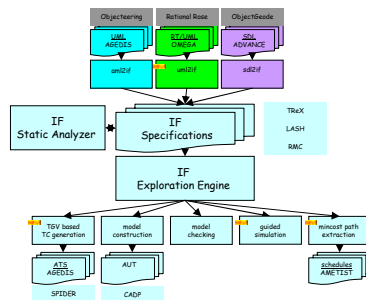 Objecteering
Rational Rose
ObjectGeode
UML
AGEDIS
RT/UML
OMEGA
SDL
ADVANCE
aml2if
uml2if
sdl2if
IF
Static Analyzer
IF
Specifications
TReX
LASH
RMC
IF
Exploration Engine
TGV based
TC generation
model
construction
model
checking
guided
simulation
mincost path
extraction
ATS
AGEDIS
AUT
schedules
AMETIST
SPIDER
CADP